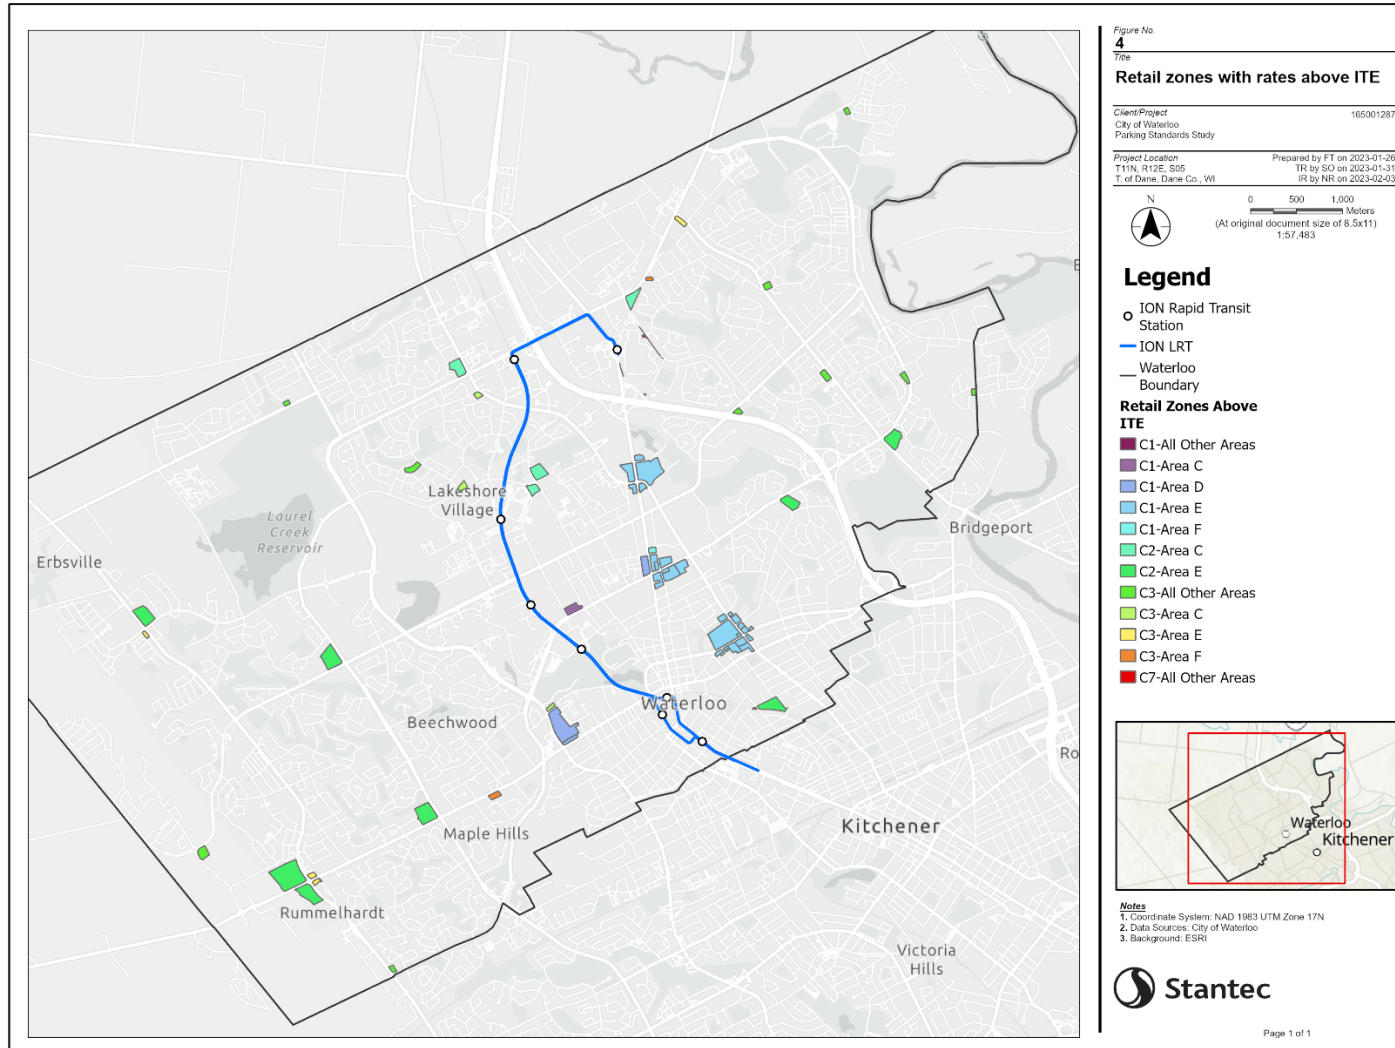 Lakeshore
Village
Laurel
Creek
Reservoir
Erbsville
Bridgeport
Waterloo
Beechwood
Maple Hills
Kitchener
Rummelhardt
Victoria
Hills
Ro
E
Figure No.
4
Title
Retail zones with rates above ITE
Client/Project 165001287
City of Waterloo
Parking Standards Study
Project Location Prepared by FT on 2023-01-26
T11N, R12E, S05 TR by SO on 2023-01-31
T. of Dane, Dane Co., WI IR by NR on 2023-02-03
N
0 500 1,000
Meters
(At original document size of 8.5x11)
1:57,483
Legend
ION Rapid Transit
Station
ION LRT
Waterloo
Boundary
Retail Zones Above
ITE
C1-All Other Areas
C1-Area C
C1-Area D
C1-Area E
C1-Area F
C2-Area C
C2-Area E
C3-All Other Areas
C3-Area C
C3-Area E
C3-Area F
C7-All Other Areas
Waterloo
Kitchener
Notes
1. Coordinate System: NAD 1983 UTM Zone 17N
2. Data Sources: City of Waterloo
3. Background: ESRI
Stantec
Page 1 of 1